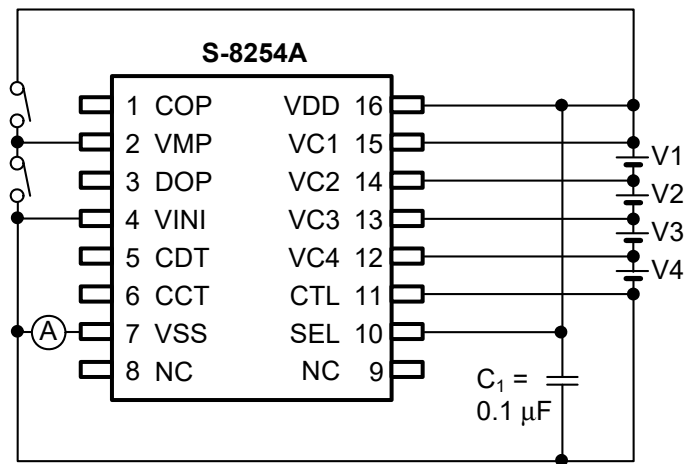 S-8254A
1 COP VDD 16
2 VMP VC1 15
3 DOP VC2 14
4 VINI VC3 13
5 CDT VC4 12
6 CCT CTL 11
7 VSS SEL 10
8 NC NC 9
A
V1
V2
V3
V4
C₁ =
0.1 μF